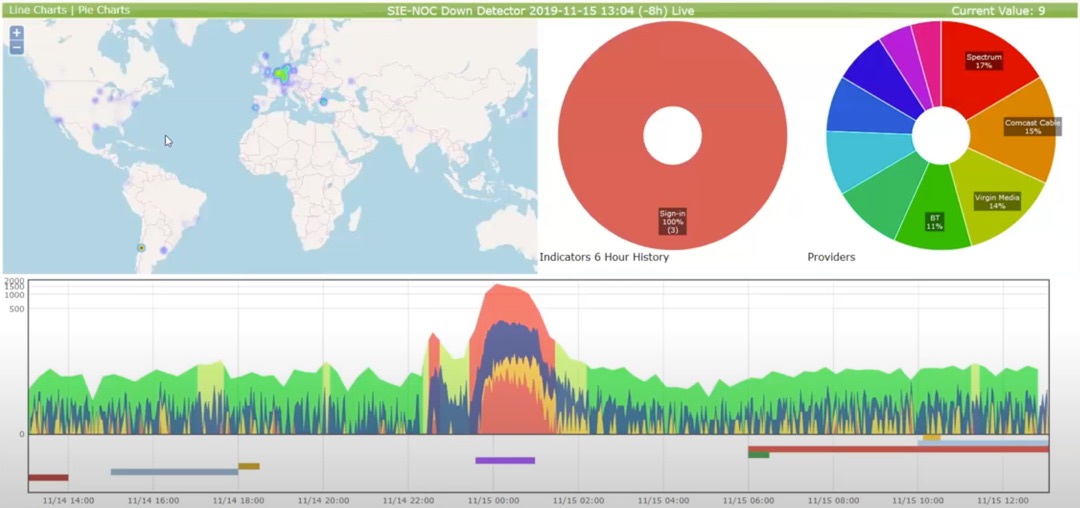 Line Charts | Pie Charts
SIE-NOC Down Detector 2019-11-15 13:04 (-8h) Live
Current Value: 9
+
−
Spectrum
17%
Comcast Cable
15%
Virgin Media
14%
BT
11%
Sign-in
100%
(3)
Indicators 6 Hour History
Providers
2000
1500
1000
500
0
11/14 14:00 11/14 16:00 11/14 18:00 11/14 20:00 11/14 22:00 11/15 00:00 11/15 02:00 11/15 04:00 11/15 06:00 11/15 08:00 11/15 10:00 11/15 12:00